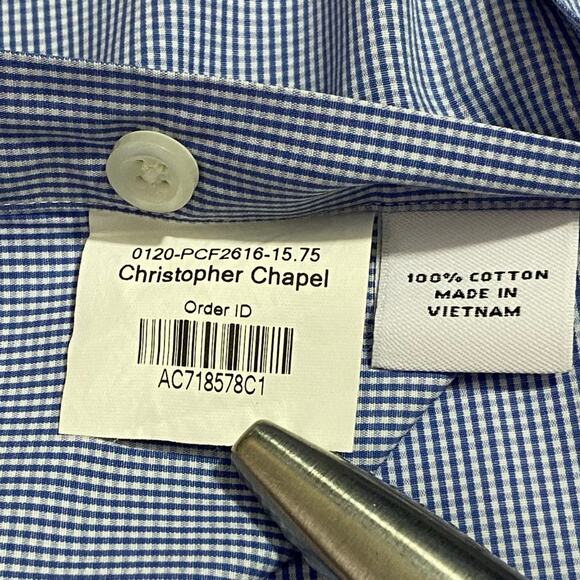 0120-PCF2616-15.75
Christopher Chapel
Order ID
AC718578C1
100% COTTON
MADE IN
VIETNAM